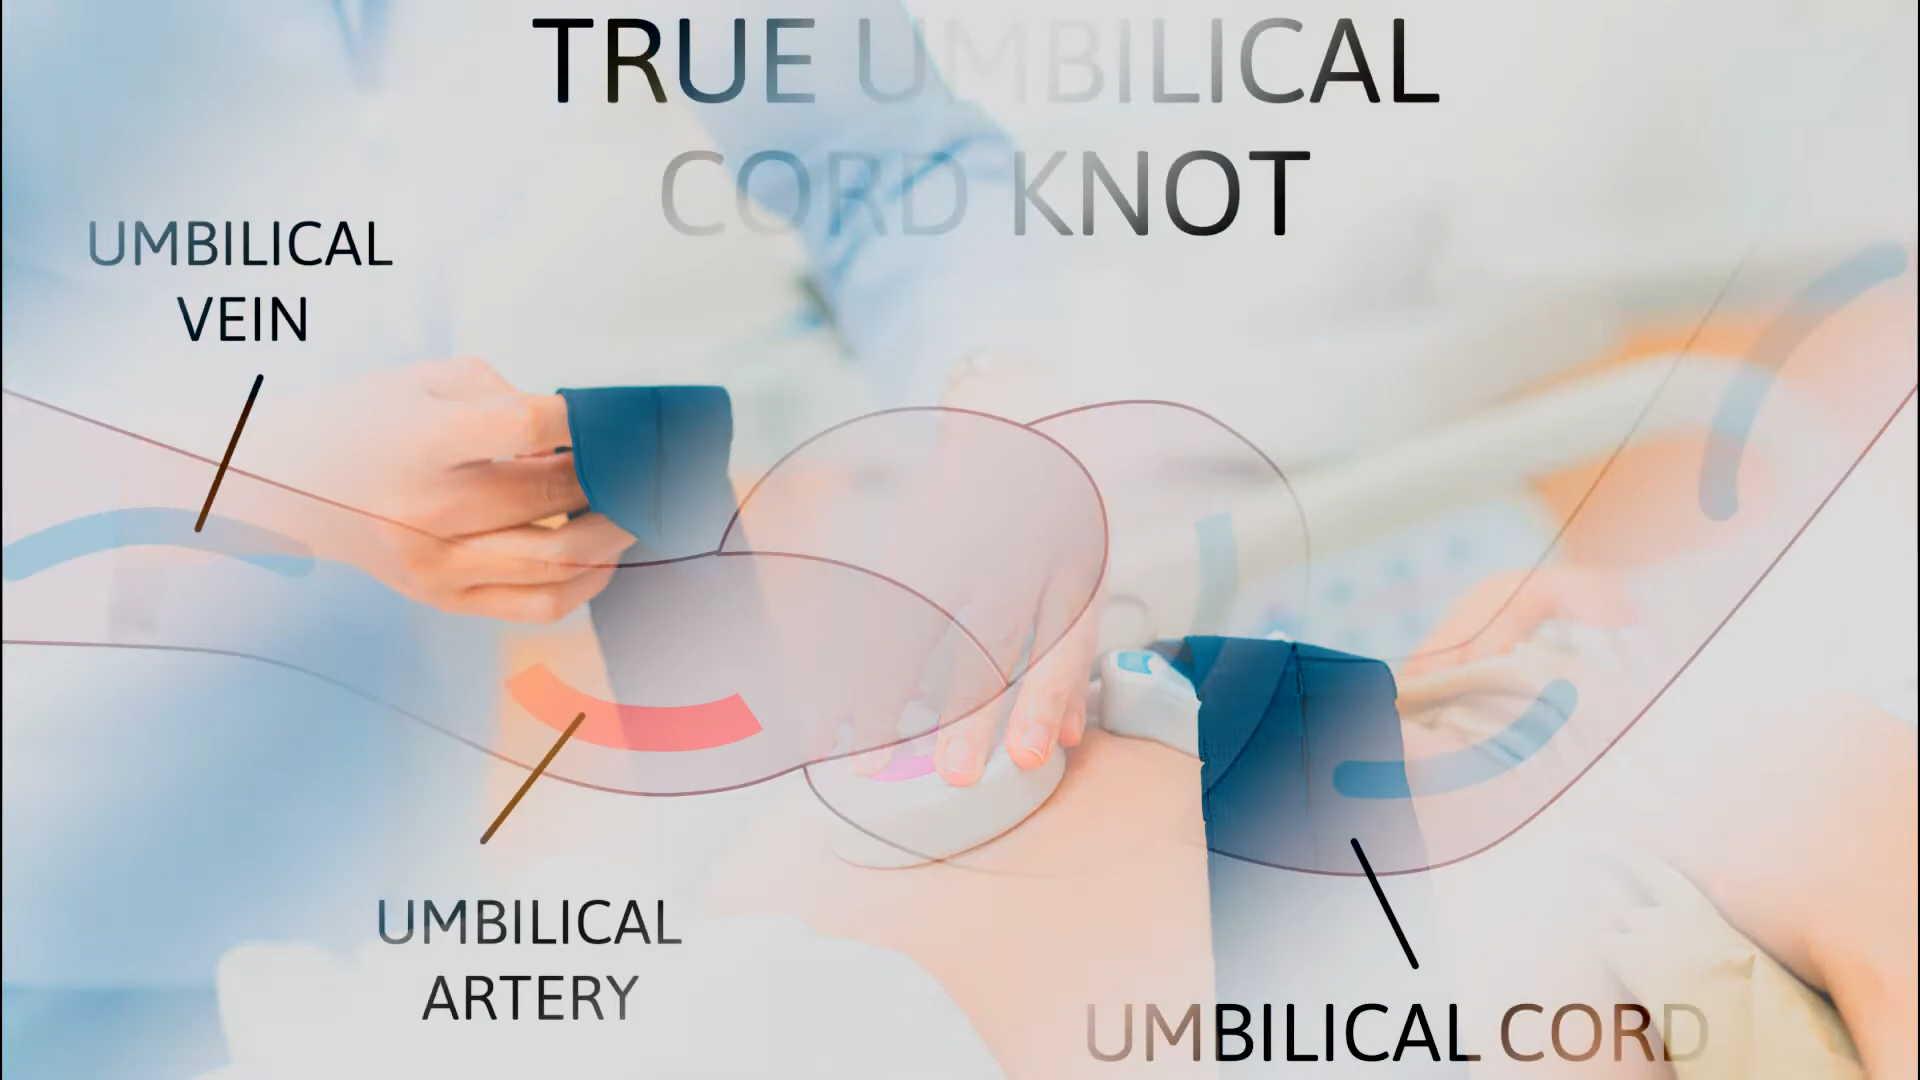 TRUE UMBILICAL
CORD KNOT
UMBILICAL
VEIN
UMBILICAL
ARTERY
UMBILICAL CORD